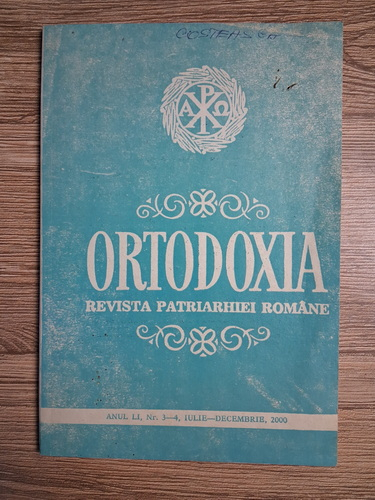 Α Ρ Ω
ORTODOXIA
REVISTA PATRIARHIEI ROMÂNE
ANUL LI, Nr. 3—4, IULIE—DECEMBRIE, 2000